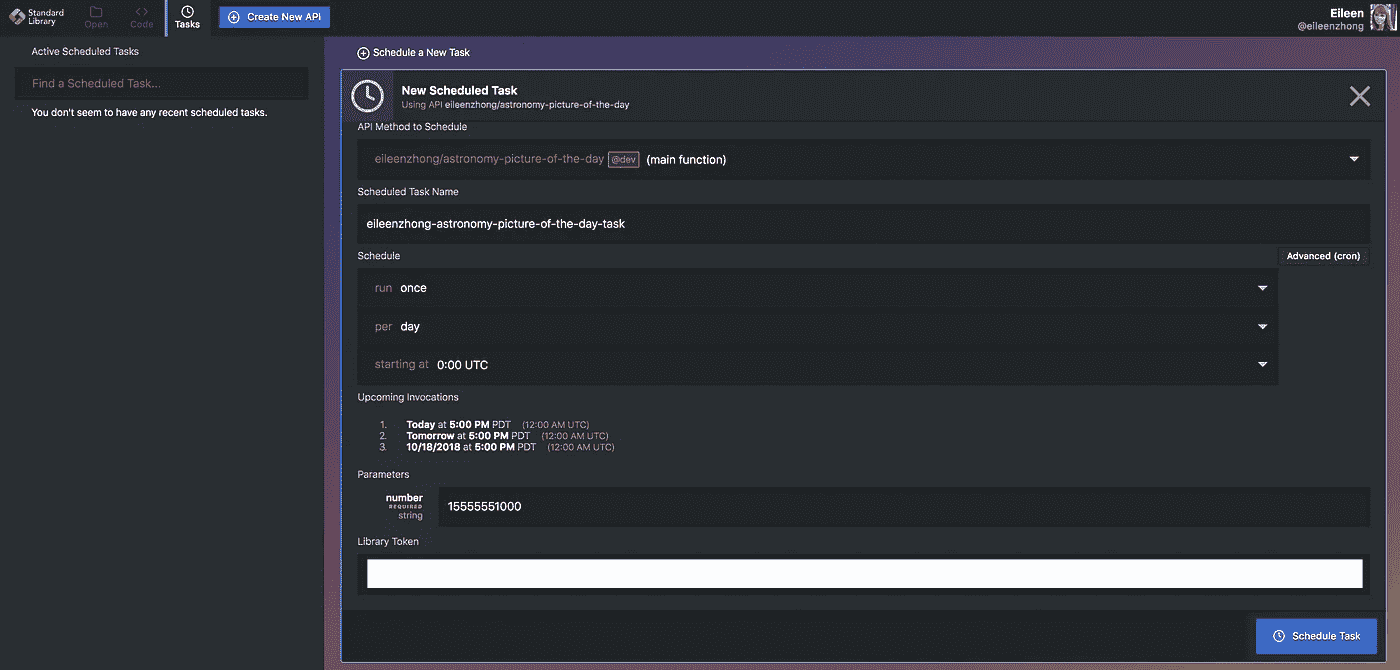 Standard
Library
Open
Code
Tasks
Create New API
Eileen
@eileenzhong
Active Scheduled Tasks
Find a Scheduled Task...
You don't seem to have any recent scheduled tasks.
Schedule a New Task
New Scheduled Task
Using API eileenzhong/astronomy-picture-of-the-day
API Method to Schedule
eileenzhong/astronomy-picture-of-the-day @dev (main function)
Scheduled Task Name
eileenzhong-astronomy-picture-of-the-day-task
Schedule
Advanced (cron)
run once
per day
starting at 0:00 UTC
Upcoming Invocations
1. Today at 5:00 PM PDT (12:00 AM UTC)
2. Tomorrow at 5:00 PM PDT (12:00 AM UTC)
3. 10/18/2018 at 5:00 PM PDT (12:00 AM UTC)
Parameters
number
REQUIRED
string
15555551000
Library Token
Schedule Task